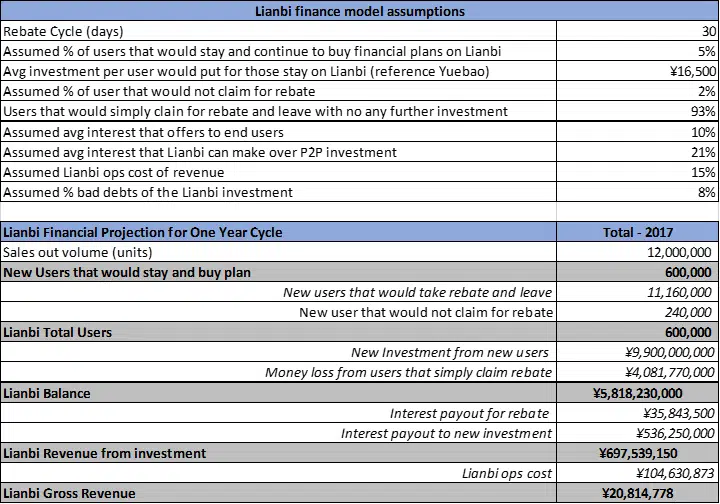 Lianbi finance model assumptions
Rebate Cycle (days) 30
Assumed % of users that would stay and continue to buy financial plans on Lianbi 5%
Avg investment per user would put for those stay on Lianbi (reference Yuebao) ¥16,500
Assumed % of user that would not claim for rebate 2%
Users that would simply clain for rebate and leave with no any further investment 93%
Assumed avg interest that offers to end users 10%
Assumed avg interest that Lianbi can make over P2P investment 21%
Assumed Lianbi ops cost of revenue 15%
Assumed % bad debts of the Lianbi investment 8%
Lianbi Financial Projection for One Year Cycle Total - 2017
Sales out volume (units) 12,000,000
New Users that would stay and buy plan 600,000
New users that would take rebate and leave 11,160,000
New user that would not claim for rebate 240,000
Lianbi Total Users 600,000
New Investment from new users ¥9,900,000,000
Money loss from users that simply claim rebate ¥4,081,770,000
Lianbi Balance ¥5,818,230,000
Interest payout for rebate ¥35,843,500
Interest payout to new investment ¥536,250,000
Lianbi Revenue from investment ¥697,539,150
Lianbi ops cost ¥104,630,873
Lianbi Gross Revenue ¥20,814,778